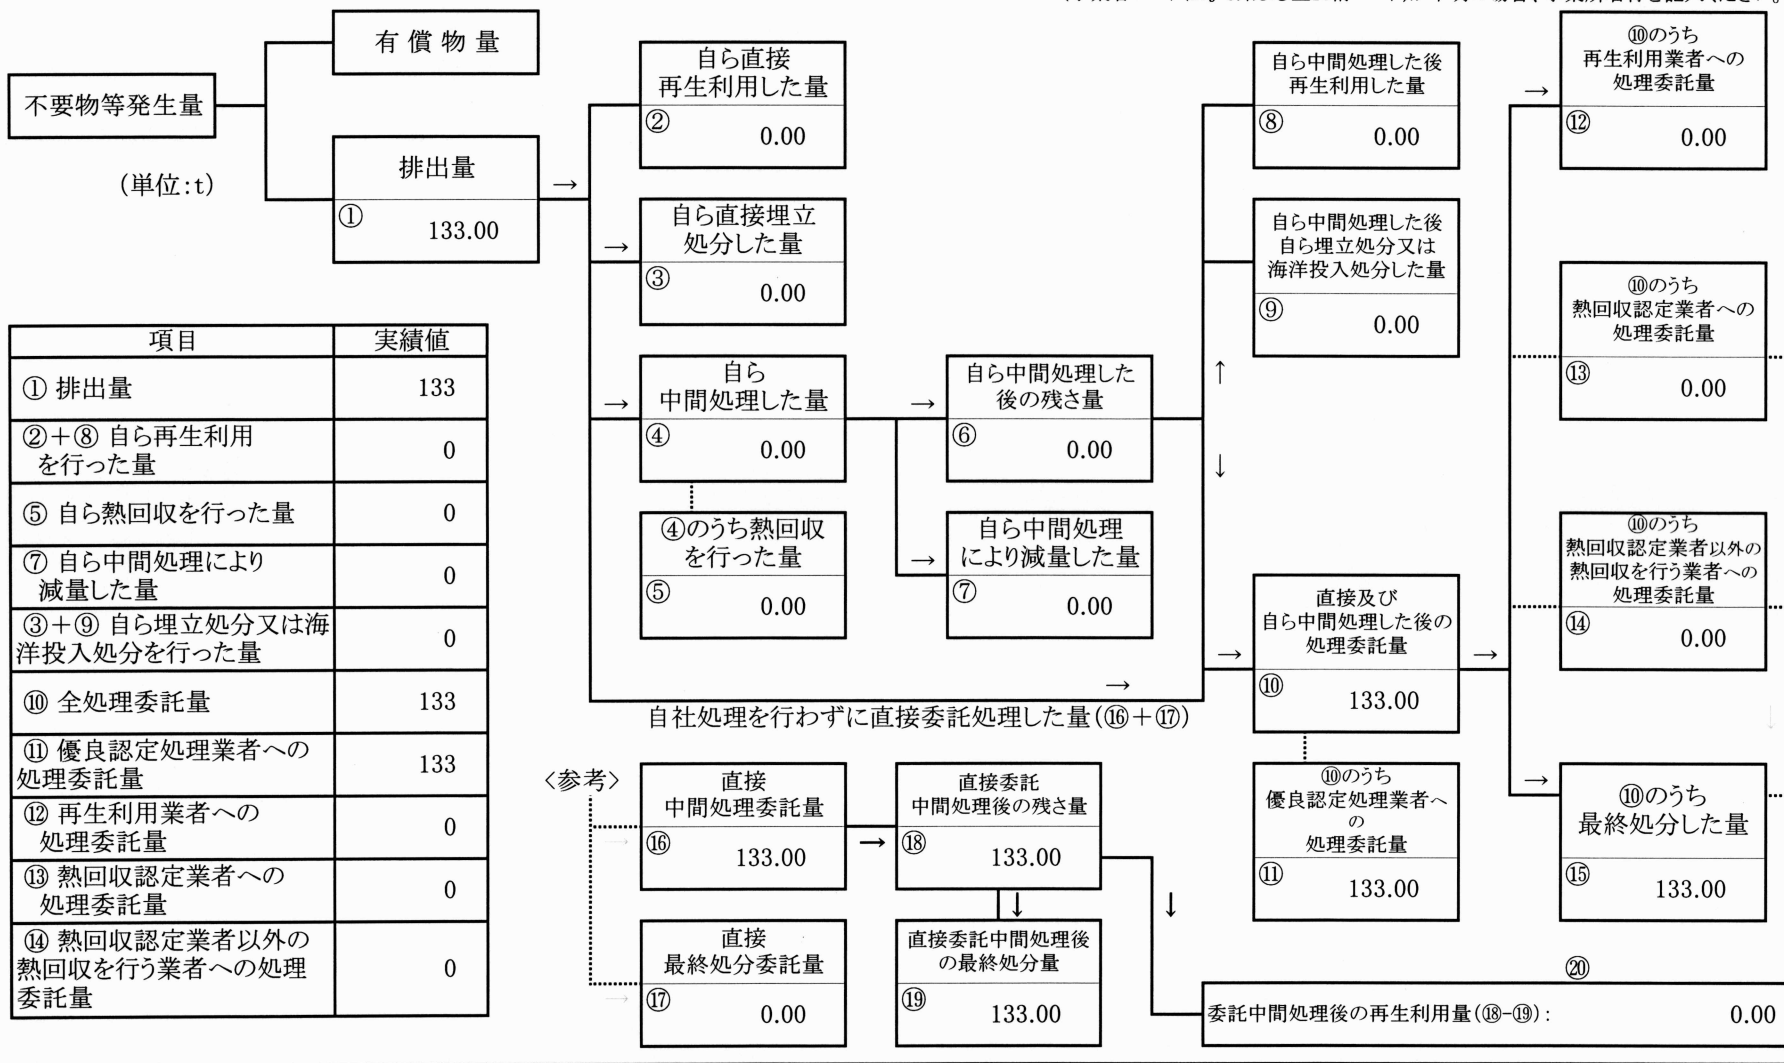 有償物量
不要物等発生量
(単位:t)
排出量
①
133.00
→
自ら直接
再生利用した量
②
0.00
→
自ら直接埋立
処分した量
③
0.00
→
自ら
中間処理した量
④
0.00
④のうち熱回収
を行った量
⑤
0.00
→
自ら中間処理した
後の残さ量
⑥
0.00
→
自ら中間処理
により減量した量
⑦
0.00
↑
↓
自ら中間処理した後
再生利用した量
⑧
0.00
自ら中間処理した後
自ら埋立処分又は
海洋投入処分した量
⑨
0.00
→
自社処理を行わずに直接委託処理した量(⑯+⑰)
→
直接及び
自ら中間処理した後の
処理委託量
⑩
133.00
→
⑩のうち
優良認定処理業者へ
の
処理委託量
⑪
133.00
→
⑩のうち
再生利用業者への
処理委託量
⑫
0.00
⑩のうち
熱回収認定業者への
処理委託量
⑬
0.00
⑩のうち
熱回収認定業者以外の
熱回収を行う業者への
処理委託量
⑭
0.00
→
⑩のうち
最終処分した量
⑮
133.00
項目 実績値
① 排出量 133
②+⑧ 自ら再生利用
を行った量 0
⑤ 自ら熱回収を行った量 0
⑦ 自ら中間処理により
減量した量 0
③+⑨ 自ら埋立処分又は海
洋投入処分を行った量 0
⑩ 全処理委託量 133
⑪ 優良認定処理業者への
処理委託量 133
⑫ 再生利用業者への
処理委託量 0
⑬ 熱回収認定業者への
処理委託量 0
⑭ 熱回収認定業者以外の
熱回収を行う業者への処理
委託量 0
〈参考〉
→
直接
中間処理委託量
⑯
133.00
→
直接委託
中間処理後の残さ量
⑱
133.00
→
直接
最終処分委託量
⑰
0.00
↓
直接委託中間処理後
の最終処分量
⑲
133.00
↓
⑳
委託中間処理後の再生利用量(⑱-⑲): 0.00